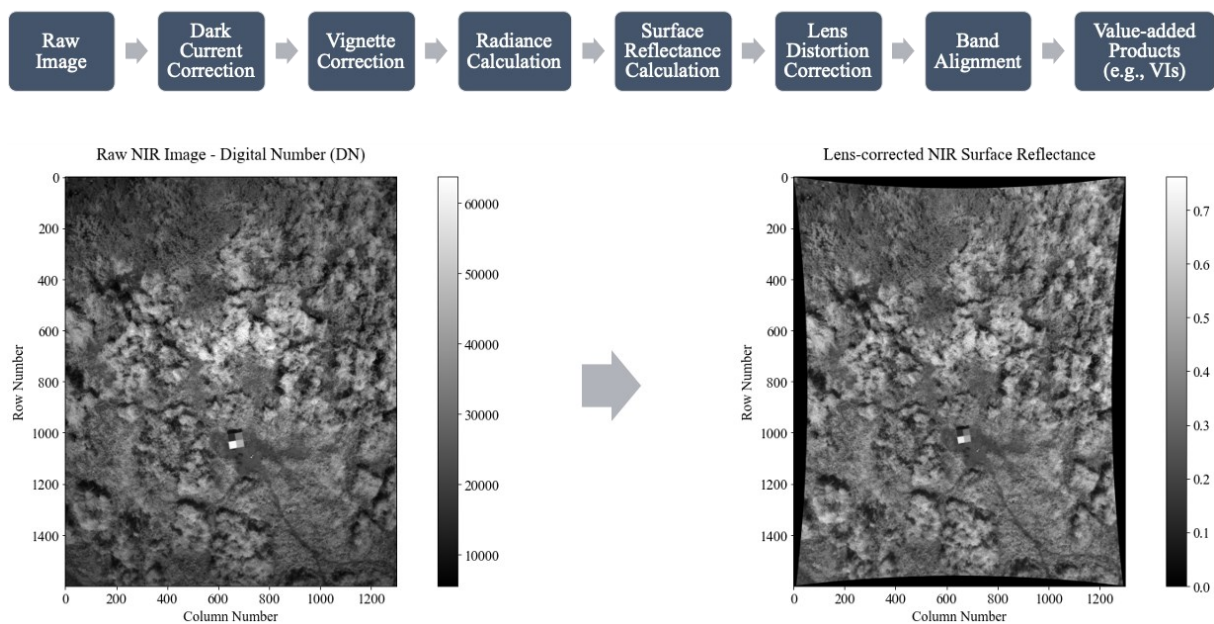 Raw
Image
Dark
Current
Correction
Vignette
Correction
Radiance
Calculation
Surface
Reflectance
Calculation
Lens
Distortion
Correction
Band
Alignment
Value-added
Products
(e.g., VIs)
Raw NIR Image - Digital Number (DN)
0
200
400
600
800
1000
1200
1400
Row Number
0
200
400
600
800
1000
1200
Column Number
60000
50000
40000
30000
20000
10000
Lens-corrected NIR Surface Reflectance
0
200
400
600
800
1000
1200
1400
Row Number
0
200
400
600
800
1000
1200
Column Number
0.7
0.6
0.5
0.4
0.3
0.2
0.1
0.0